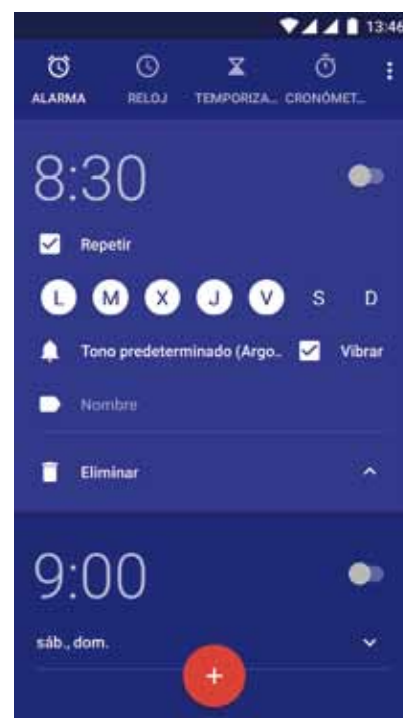 13:46
ALARMA RELOJ TEMPORIZA... CRONÓMET...
8:30
Repetir
L M X J V S D
Tono predeterminado (Argo... Vibrar
Nombre
Eliminar
9:00
sáb., dom.
+